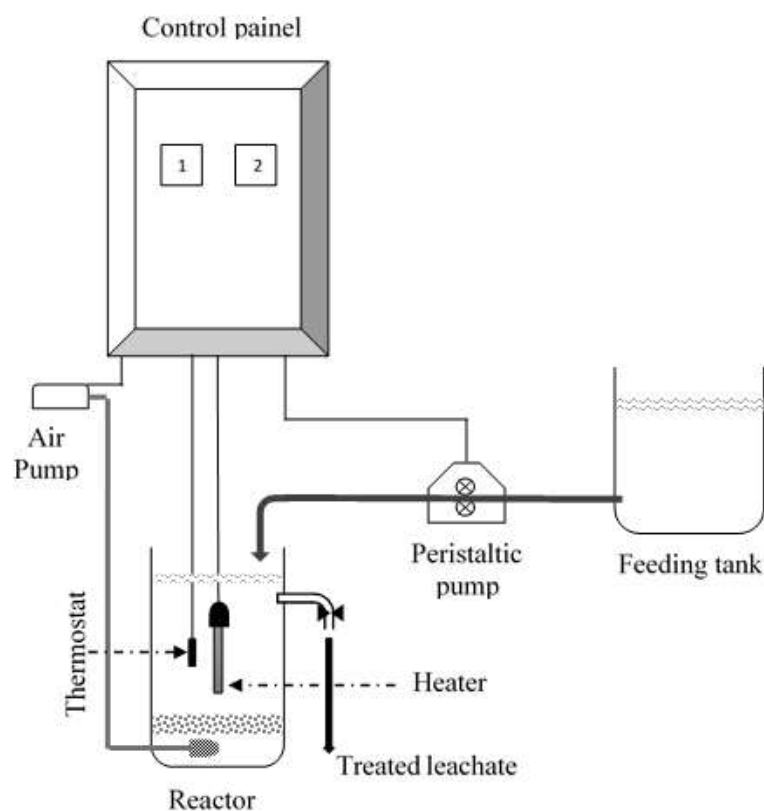 Control painel
1
2
Air
Pump
Peristaltic
pump
Feeding tank
Thermostat
Heater
Treated leachate
Reactor